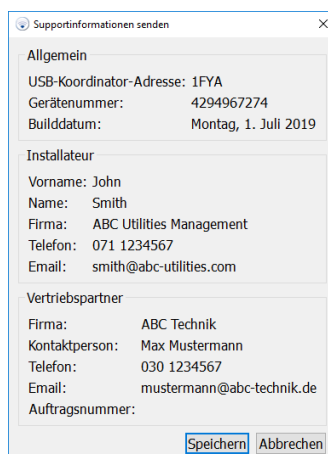 Supportinformationen senden
Allgemein
USB-Koordinator-Adresse: 1FYA
Gerätenummer: 4294967274
Builddatum: Montag, 1. Juli 2019
Installateur
Vorname: John
Name: Smith
Firma: ABC Utilities Management
Telefon: 071 1234567
Email: smith@abc-utilities.com
Vertriebspartner
Firma: ABC Technik
Kontaktperson: Max Mustermann
Telefon: 030 1234567
Email: mustermann@abc-technik.de
Auftragsnummer:
Speichern Abbrechen